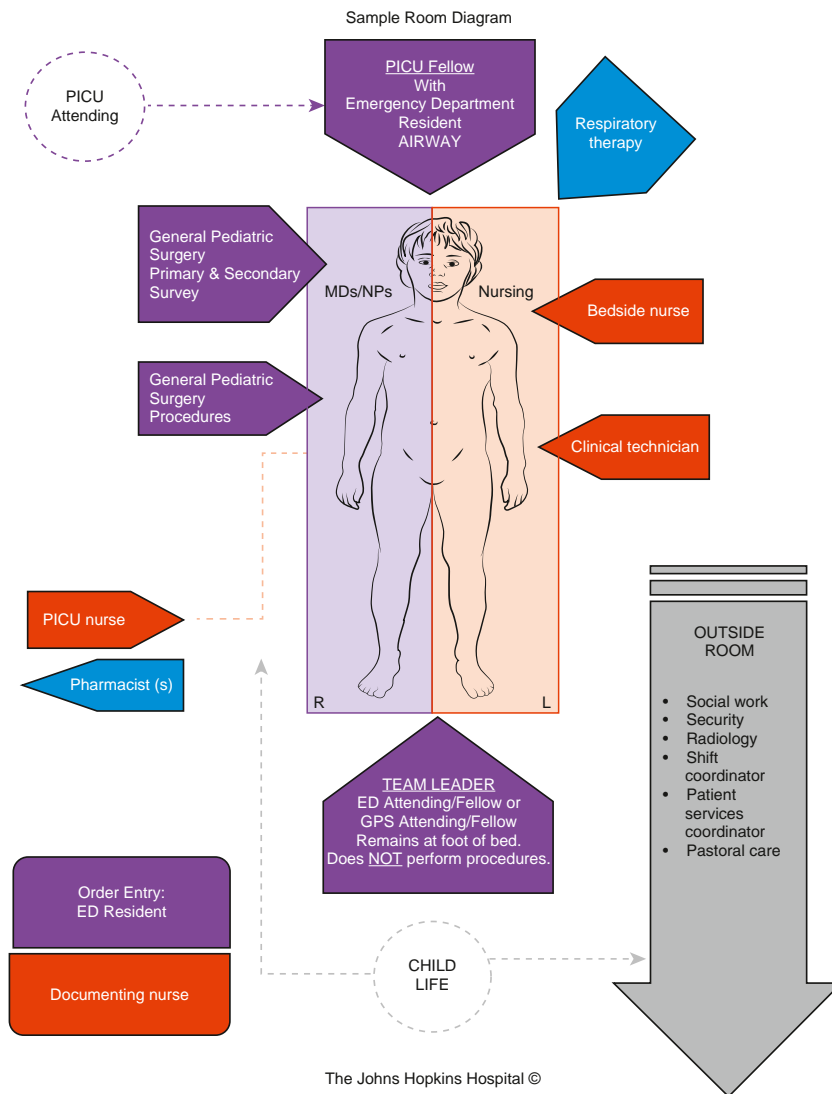 Sample Room Diagram
PICU
Attending
PICU Fellow
With
Emergency Department
Resident
AIRWAY
Respiratory
therapy
General Pediatric
Surgery
Primary & Secondary
Survey
MDs/NPs
Nursing
Bedside nurse
General Pediatric
Surgery
Procedures
Clinical technician
PICU nurse
Pharmacist (s)
R
L
OUTSIDE
ROOM
• Social work
• Security
• Radiology
• Shift
coordinator
• Patient
services
coordinator
• Pastoral care
TEAM LEADER
ED Attending/Fellow or
GPS Attending/Fellow
Remains at foot of bed.
Does NOT perform procedures.
Order Entry:
ED Resident
Documenting nurse
CHILD
LIFE
The Johns Hopkins Hospital ©